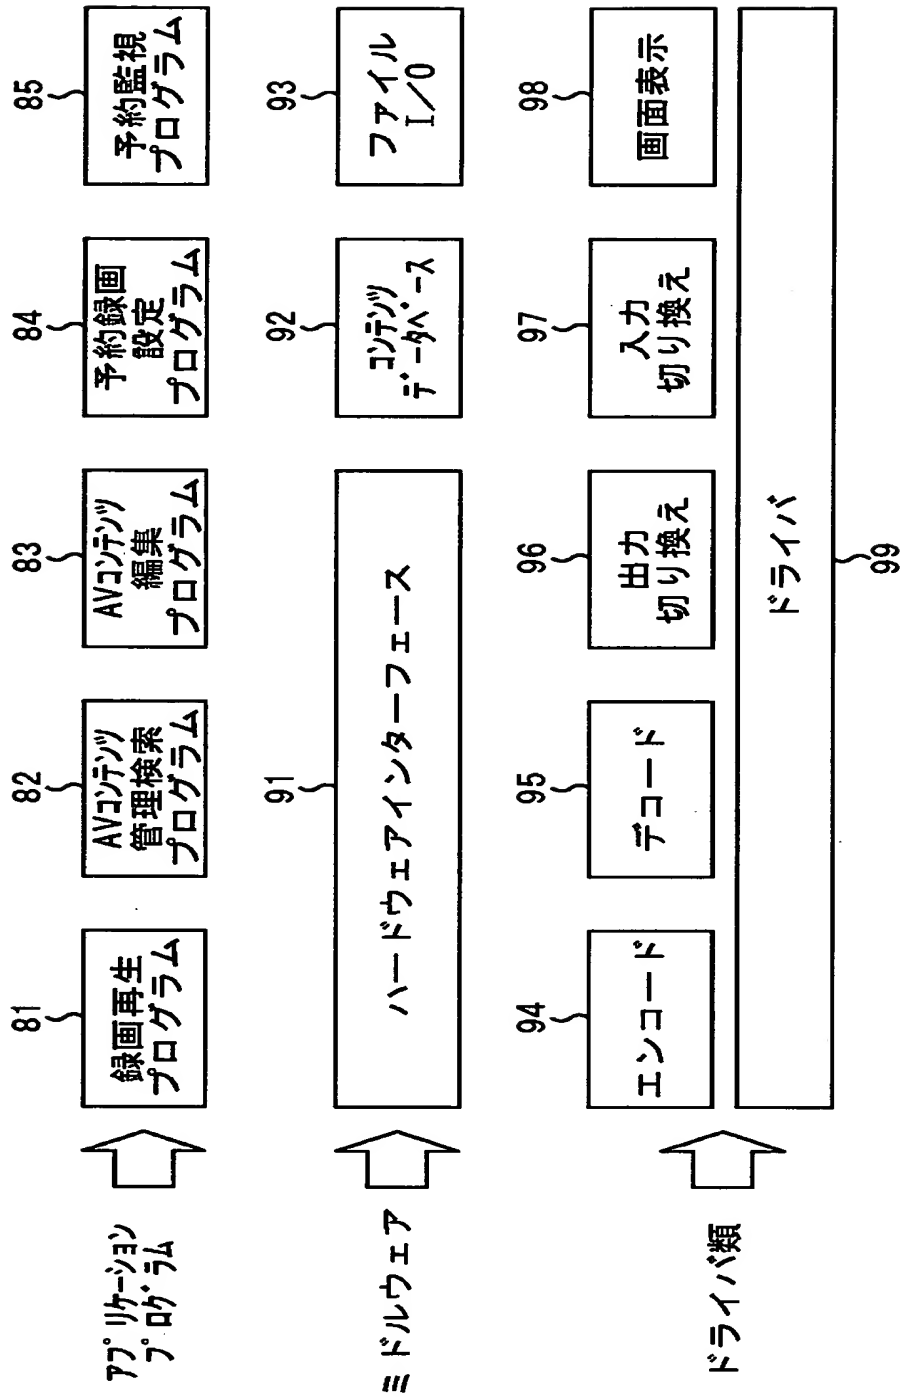 アプリケーション
プログラム
81
録画再生
プログラム
82
AVコンテンツ
管理検索
プログラム
83
AVコンテンツ
編集
プログラム
84
予約録画
設定
プログラム
85
予約監視
プログラム
ミドルウェア
91
ハードウェアインターフェース
92
コンテンツ
データベース
93
ファイル
I/O
ドライバ類
94
エンコード
95
デコード
96
出力
切り換え
97
入力
切り換え
98
画面表示
ドライバ
99